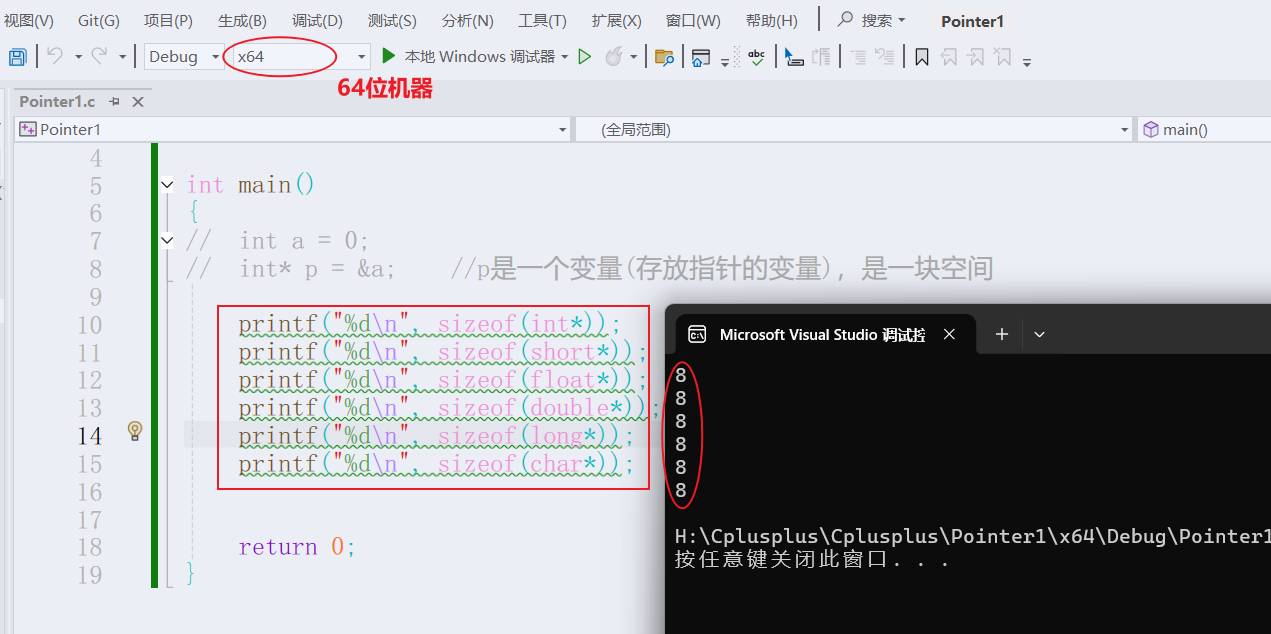 视图(V) Git(G) 项目(P) 生成(B) 调试(D) 测试(S) 分析(N) 工具(T) 扩展(X) 窗口(W) 帮助(H) 搜索 Pointer1
Debug x64 本地 Windows 调试器 abc
64位机器
Pointer1.c
Pointer1 (全局范围) main()
4
5 int main()
6 {
7 // int a = 0;
8 // int* p = &a; //p是一个变量(存放指针的变量), 是一块空间
9
10 printf("%d\n", sizeof(int*));
11 printf("%d\n", sizeof(short*));
12 printf("%d\n", sizeof(float*));
13 printf("%d\n", sizeof(double*));
14 printf("%d\n", sizeof(long*));
15 printf("%d\n", sizeof(char*));
16
17
18 return 0;
19 }
Microsoft Visual Studio 调试控
8
8
8
8
8
8
H:\Cplusplus\Cplusplus\Pointer1\x64\Debug\Pointer1
按任意键关闭此窗口. . .